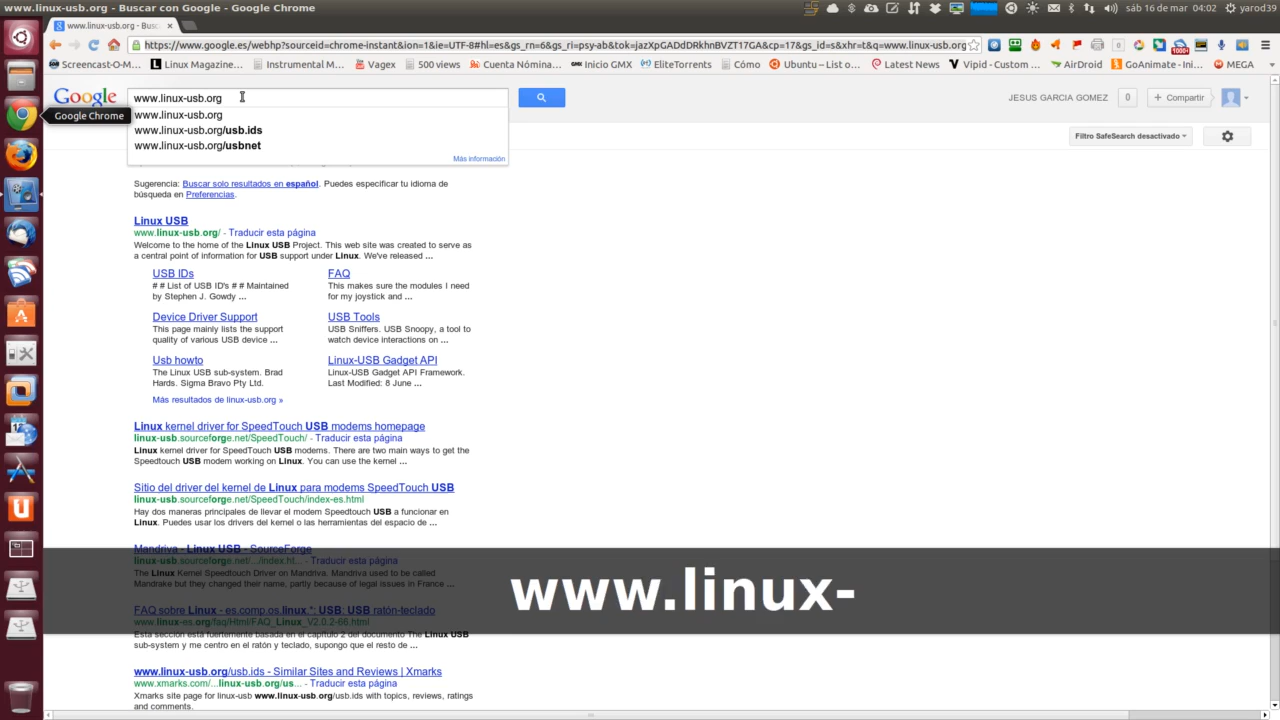 www.linux-usb.org - Google Chrome - Google Chrome
sáb 16 de mar 04:02 yarod39
www.linux-usb.org - Busc
https://www.google.es/webhp?sourceid=chrome-instant&ion=1&ie=UTF-8#hl=es&gs_rn=6&gs_ri=psy-ab&tok=jazXpGADdDRkhnBVZT17GA&cp=17&gs_id=s&xhr=t&q=www.linux-usb.org
Screencast-O-M... Linux Magazine... Instrumental M... Vagex 500 views Cuenta Nómina... Inicio GMX EliteTorrents Cómo Ubuntu – List o... Latest News Vipid - Custom ... AirDroid GoAnimate - Ini... MEGA
Google
www.linux-usb.org
JESUS GARCIA GOMEZ 0 + Compartir
Google Chrome
www.linux-usb.org
www.linux-usb.org/usb.ids
www.linux-usb.org/usbnet
Más información
Filtro SafeSearch desactivado
Sugerencia: Buscar solo resultados en español. Puedes especificar tu idioma de
búsqueda en Preferencias.
Linux USB
www.linux-usb.org/ - Traducir esta página
Welcome to the home of the Linux USB Project. This web site was created to serve as
a central point of information for USB support under Linux. We've released ...
USB IDs
# # List of USB ID's # # Maintained
by Stephen J. Gowdy ...
FAQ
This makes sure the modules I need
for my joystick and ...
Device Driver Support
This page mainly lists the support
quality of various USB device ...
USB Tools
USB Sniffers. USB Snoopy, a tool to
watch device interactions on ...
Usb howto
The Linux USB sub-system. Brad
Hards. Sigma Bravo Pty Ltd.
Linux-USB Gadget API
Linux-USB Gadget API Framework.
Last Modified: 8 June ...
Más resultados de linux-usb.org »
Linux kernel driver for SpeedTouch USB modems homepage
linux-usb.sourceforge.net/SpeedTouch/ - Traducir esta página
Linux kernel driver for SpeedTouch USB modems. There are two main ways to get the
Speedtouch USB modem working on Linux. You can use the kernel ...
Sitio del driver del kernel de Linux para modems SpeedTouch USB
linux-usb.sourceforge.net/SpeedTouch/index-es.html
Hay dos maneras principales de llevar el modem Speedtouch USB a funcionar en
Linux. Puedes usar los drivers del kernel o las herramientas del espacio de ...
Mandriva - Linux USB - SourceForge
linux-usb.sourceforge.net/.../index.ht... - Traducir esta página
The Linux Kernel Speedtouch Driver on Mandriva. Mandriva used to be called
Mandrake but they changed their name, partly because of legal issues in France ...
www.linux-
FAQ sobre Linux - es.comp.os.linux.*: USB: USB ratón-teclado
www.linux-es.org/faq/Html/FAQ_Linux_V2.0.2-66.html
Esta sección está fuertemente basada en el capítulo 2 del documento The Linux USB
sub-system y me centro en el ratón y teclado, supongo que el resto de ...
www.linux-usb.org/usb.ids - Similar Sites and Reviews | Xmarks
www.xmarks.com/...linux-usb.org/us... - Traducir esta página
Xmarks site page for linux-usb www.linux-usb.org/usb.ids with topics, reviews, ratings
and comments.